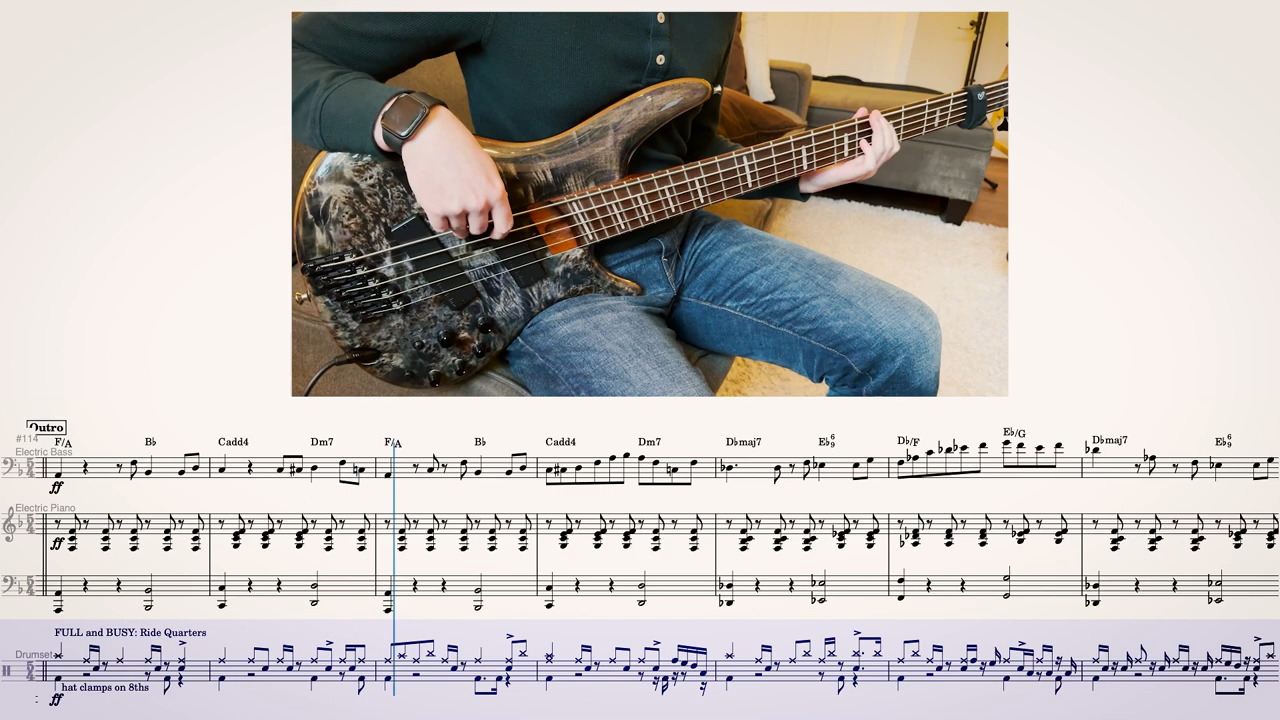 Outro
#114
F/A B♭ Cadd4 Dm7 F/A B♭ Cadd4 Dm7 D♭maj7 E♭6/9 D♭/F E♭/G D♭maj7 E♭6/9
Electric Bass
ff
Electric Piano
ff
FULL and BUSY: Ride Quarters
Drumset
hat clamps on 8ths
ff